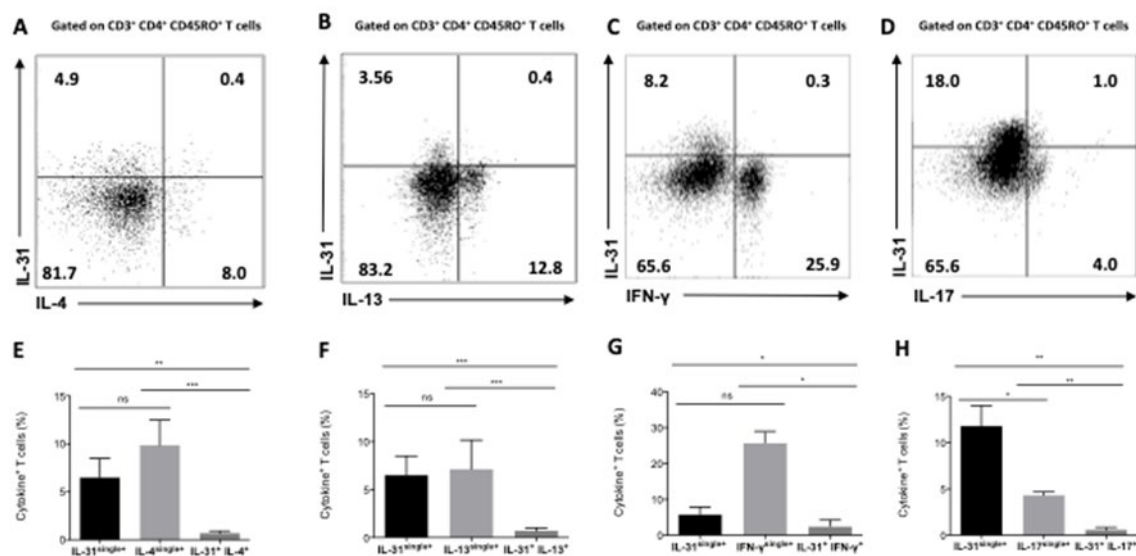 A Gated on CD3⁺ CD4⁺ CD45RO⁺ T cells
4.9 0.4
81.7 8.0
IL-31
IL-4
B Gated on CD3⁺ CD4⁺ CD45RO⁺ T cells
3.56 0.4
83.2 12.8
IL-31
IL-13
C Gated on CD3⁺ CD4⁺ CD45RO⁺ T cells
8.2 0.3
65.6 25.9
IL-31
IFN-γ
D Gated on CD3⁺ CD4⁺ CD45RO⁺ T cells
18.0 1.0
65.6 4.0
IL-31
IL-17
E
**
***
ns
Cytokine⁺ T cells (%)
15
10
5
0
IL-31ˢⁱⁿᵍˡᵉ⁺ IL-4ˢⁱⁿᵍˡᵉ⁺ IL-31⁺ IL-4⁺
F
***
***
ns
Cytokine⁺ T cells (%)
15
10
5
0
IL-31ˢⁱⁿᵍˡᵉ⁺ IL-13ˢⁱⁿᵍˡᵉ⁺ IL-31⁺ IL-13⁺
G
*
*
ns
Cytokine⁺ T cells (%)
40
30
20
10
0
IL-31ˢⁱⁿᵍˡᵉ⁺ IFN-γˢⁱⁿᵍˡᵉ⁺ IL-31⁺ IFN-γ⁺
H
**
**
*
Cytokine⁺ T cells (%)
15
10
5
0
IL-31ˢⁱⁿᵍˡᵉ⁺ IL-17ˢⁱⁿᵍˡᵉ⁺ IL-31⁺ IL-17⁺